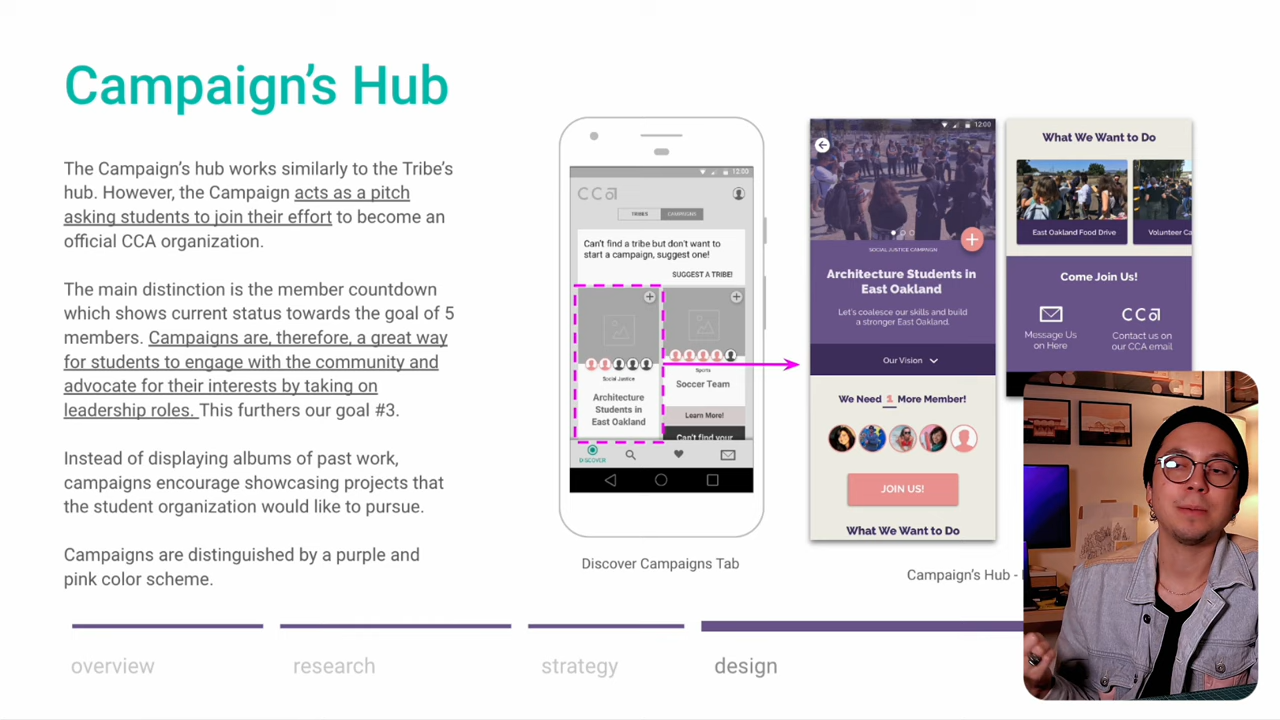 Campaign's Hub
The Campaign's hub works similarly to the Tribe's
hub. However, the Campaign acts as a pitch
asking students to join their effort to become an
official CCA organization.
The main distinction is the member countdown
which shows current status towards the goal of 5
members. Campaigns are, therefore, a great way
for students to engage with the community and
advocate for their interests by taking on
leadership roles. This furthers our goal #3.
Instead of displaying albums of past work,
campaigns encourage showcasing projects that
the student organization would like to pursue.
Campaigns are distinguished by a purple and
pink color scheme.
12:00
CCA
TRIBES
CAMPAIGNS
Can't find a tribe but don't want to
start a campaign, suggest one!
SUGGEST A TRIBE!
Social Justice
Architecture
Students in
East Oakland
Sports
Soccer Team
Learn More!
Can't find your
DISCOVER
Discover Campaigns Tab
12:00
SOCIAL JUSTICE CAMPAIGN
Architecture Students in
East Oakland
Let's coalesce our skills and build
a stronger East Oakland.
Our Vision
We Need 1 More Member!
JOIN US!
What We Want to Do
What We Want to Do
East Oakland Food Drive
Volunteer Ca
Come Join Us!
Message Us
on Here
CCA
Contact us on
our CCA email
Campaign's Hub -
overview
research
strategy
design